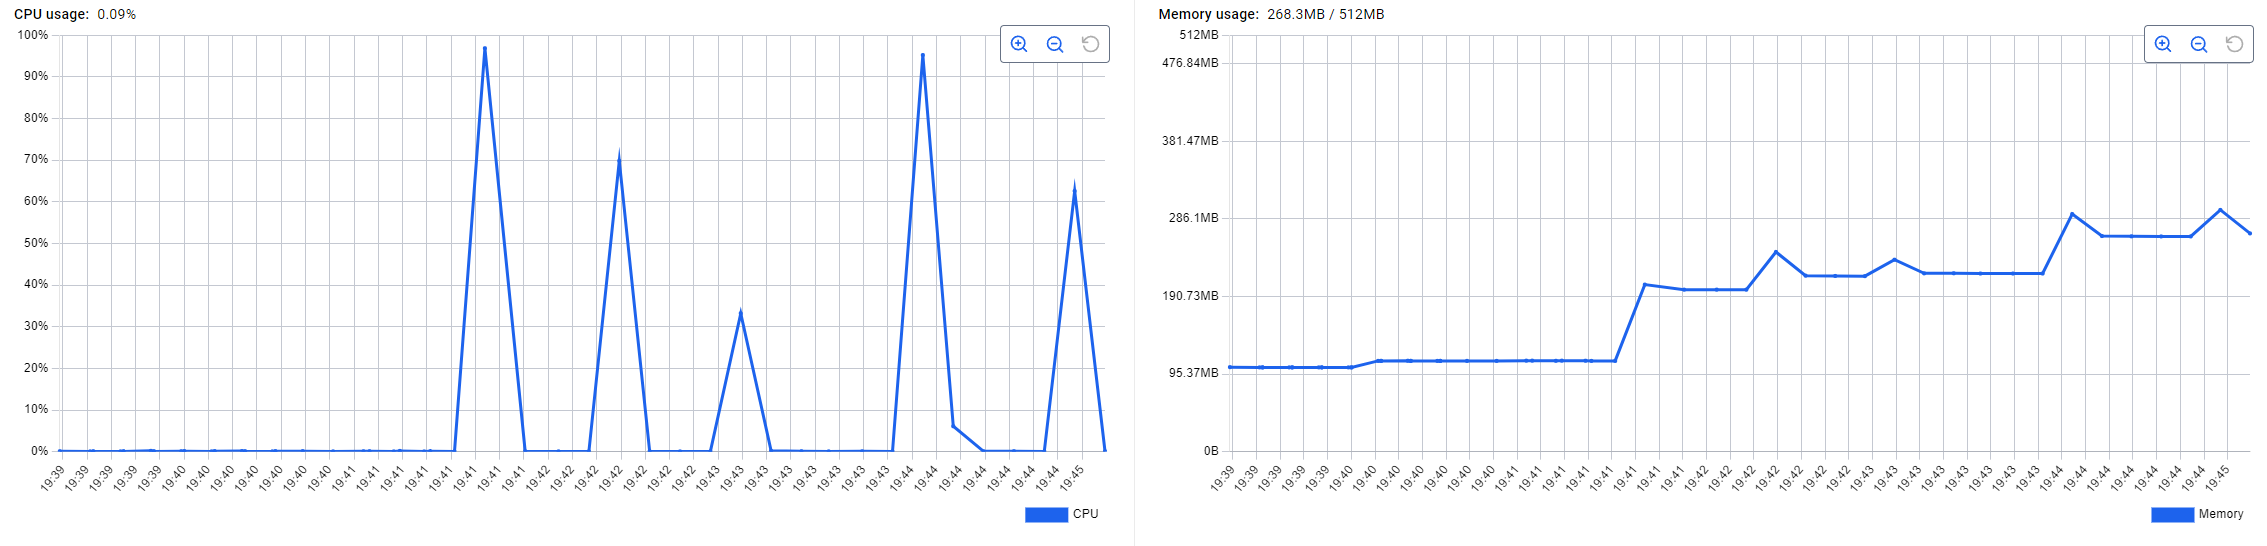 CPU usage: 0.09%
100%
90%
80%
70%
60%
50%
40%
30%
20%
10%
0%
19:39 19:39 19:39 19:39 19:39 19:40 19:40 19:40 19:40 19:40 19:40 19:40 19:41 19:41 19:41 19:41 19:41 19:41 19:41 19:41 19:42 19:42 19:42 19:42 19:42 19:42 19:42 19:43 19:43 19:43 19:43 19:43 19:43 19:43 19:43 19:44 19:44 19:44 19:44 19:44 19:44 19:44 19:45
CPU
Memory usage: 268.3MB / 512MB
512MB
476.84MB
381.47MB
286.1MB
190.73MB
95.37MB
0B
19:39 19:39 19:39 19:39 19:39 19:40 19:40 19:40 19:40 19:40 19:40 19:40 19:41 19:41 19:41 19:41 19:41 19:41 19:41 19:42 19:42 19:42 19:42 19:42 19:42 19:42 19:42 19:43 19:43 19:43 19:43 19:43 19:43 19:43 19:43 19:44 19:44 19:44 19:44 19:44 19:44 19:44 19:45
Memory